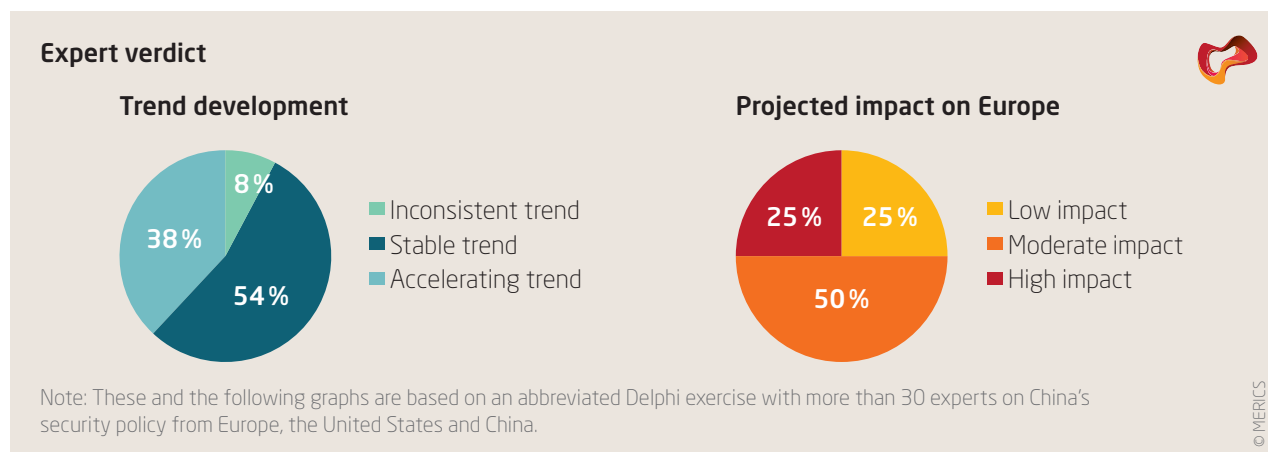 Expert verdict
Trend development
8 %
38 %
54 %
Inconsistent trend
Stable trend
Accelerating trend
Projected impact on Europe
25 %
25 %
50 %
Low impact
Moderate impact
High impact
Note: These and the following graphs are based on an abbreviated Delphi exercise with more than 30 experts on China's
security policy from Europe, the United States and China.
© MERICS